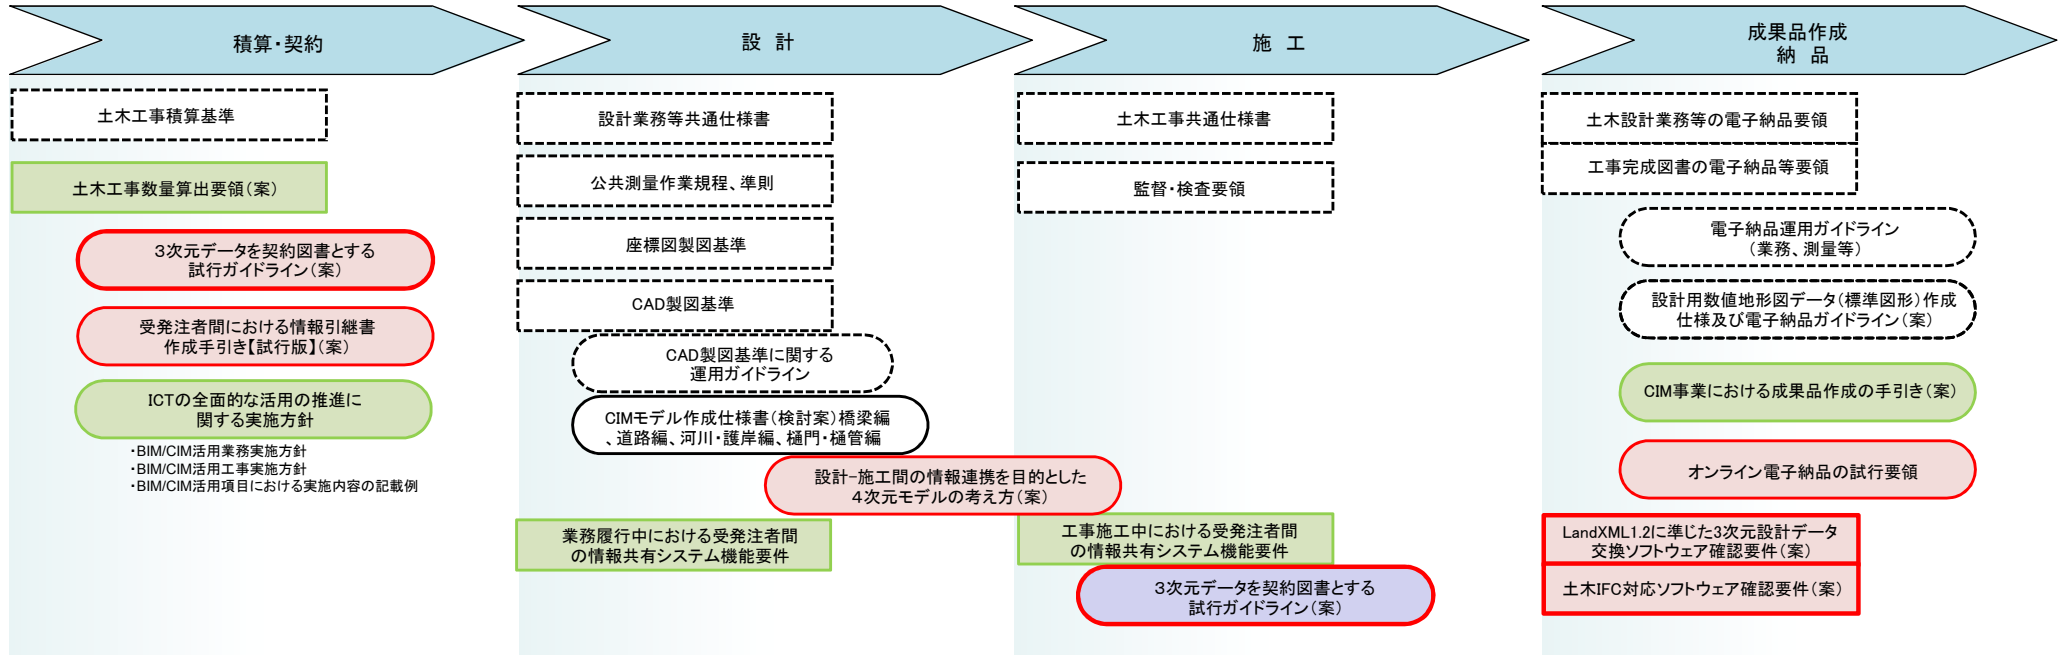 積算・契約
土木工事積算基準
土木工事数量算出要領(案)
3次元データを契約図書とする
試行ガイドライン(案)
受発注者間における情報引継書
作成手引き【試行版】(案)
ICTの全面的な活用の推進に
関する実施方針
・BIM/CIM活用業務実施方針
・BIM/CIM活用工事実施方針
・BIM/CIM活用項目における実施内容の記載例
設 計
設計業務等共通仕様書
公共測量作業規程、準則
座標図製図基準
CAD製図基準
CAD製図基準に関する
運用ガイドライン
CIMモデル作成仕様書(検討案)橋梁編
、道路編、河川・護岸編、樋門・樋管編
設計-施工間の情報連携を目的とした
4次元モデルの考え方(案)
業務履行中における受発注者間
の情報共有システム機能要件
施 工
土木工事共通仕様書
監督・検査要領
工事施工中における受発注者間
の情報共有システム機能要件
3次元データを契約図書とする
試行ガイドライン(案)
成果品作成
納 品
土木設計業務等の電子納品要領
工事完成図書の電子納品等要領
電子納品運用ガイドライン
(業務、測量等)
設計用数値地形図データ(標準図形)作成
仕様及び電子納品ガイドライン(案)
CIM事業における成果品作成の手引き(案)
オンライン電子納品の試行要領
LandXML1.2に準じた3次元設計データ
交換ソフトウェア確認要件(案)
土木IFC対応ソフトウェア確認要件(案)